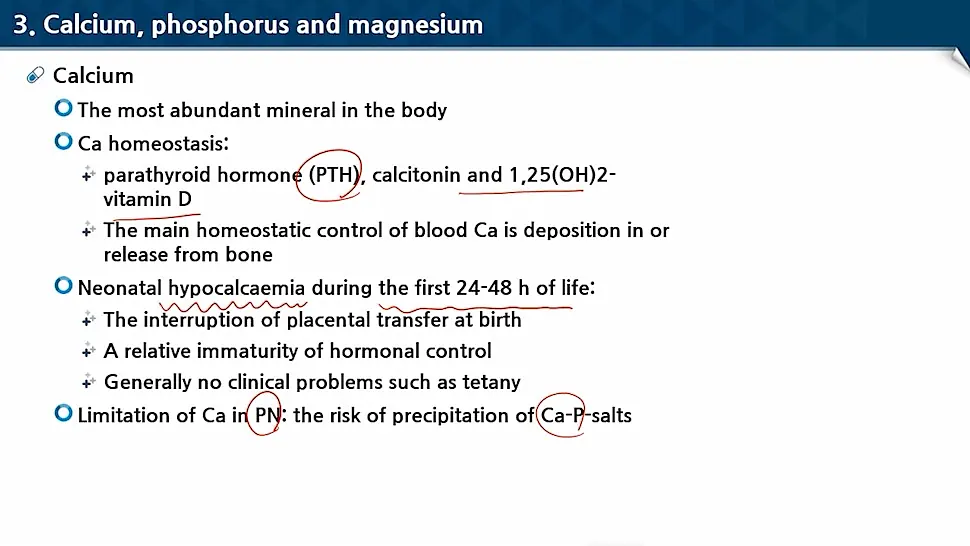 3. Calcium, phosphorus and magnesium
Calcium
The most abundant mineral in the body
Ca homeostasis:
parathyroid hormone (PTH), calcitonin and 1,25(OH)2-
vitamin D
The main homeostatic control of blood Ca is deposition in or
release from bone
Neonatal hypocalcaemia during the first 24-48 h of life:
The interruption of placental transfer at birth
A relative immaturity of hormonal control
Generally no clinical problems such as tetany
Limitation of Ca in PN: the risk of precipitation of Ca-P-salts